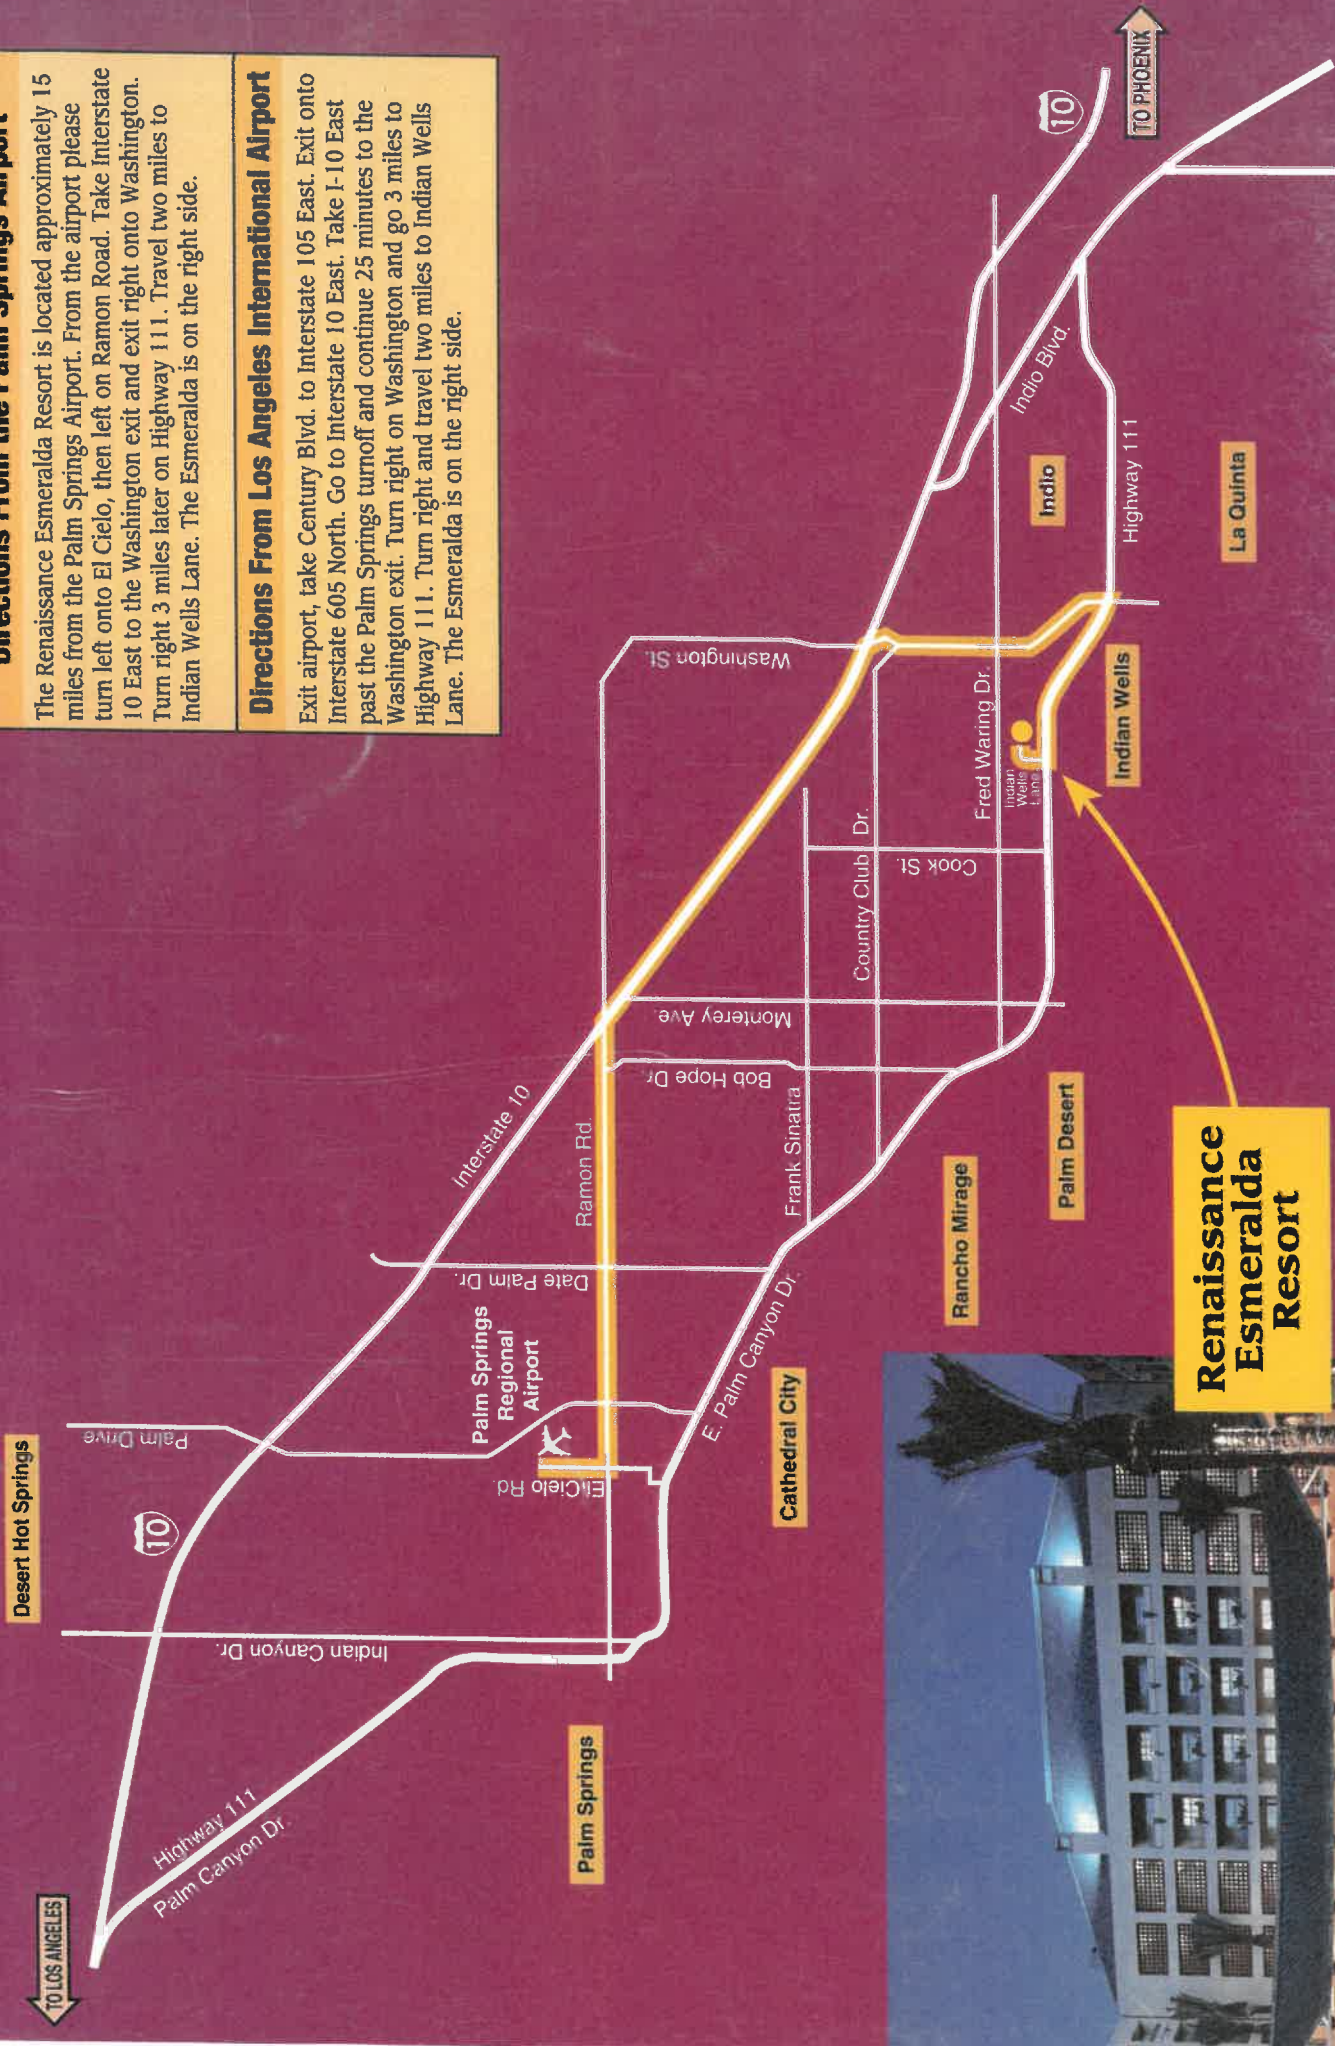 Directions From the Palm Springs Airport
The Renaissance Esmeralda Resort is located approximately 15
miles from the Palm Springs Airport. From the airport please
turn left onto El Cielo, then left on Ramon Road. Take Interstate
10 East to the Washington exit and exit right onto Washington.
Turn right 3 miles later on Highway 111. Travel two miles to
Indian Wells Lane. The Esmeralda is on the right side.
Directions From Los Angeles International Airport
Exit airport, take Century Blvd. to Interstate 105 East. Exit onto
Interstate 605 North. Go to Interstate 10 East. Take I-10 East
past the Palm Springs turnoff and continue 25 minutes to the
Washington exit. Turn right on Washington and go 3 miles to
Highway 111. Turn right and travel two miles to Indian Wells
Lane. The Esmeralda is on the right side.
TO LOS ANGELES
Desert Hot Springs
10
Palm Drive
Indian Canyon Dr.
Highway 111
Palm Canyon Dr.
Interstate 10
Palm Springs
Regional
Airport
Date Palm Dr.
El Cielo Rd.
Ramon Rd.
Palm Springs
Bob Hope Dr.
Monterey Ave.
Washington St.
E. Palm Canyon Dr.
Cathedral City
Frank Sinatra
Country Club Dr.
Cook St.
Fred Waring Dr.
Indian
Wells
Lane
Rancho Mirage
Palm Desert
Indian Wells
Indio
Indio Blvd.
Highway 111
La Quinta
10
TO PHOENIX
Renaissance
Esmeralda
Resort